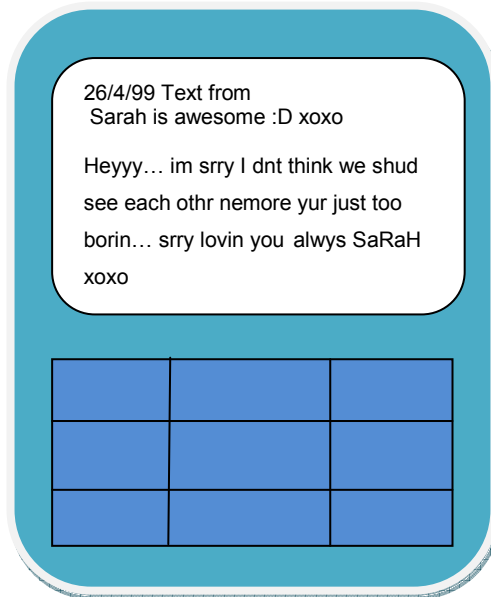 26/4/99 Text from
Sarah is awesome :D xoxo
Heyyy… im srry I dnt think we shud
see each othr nemore yur just too
borin… srry lovin you alwys SaRaH
xoxo